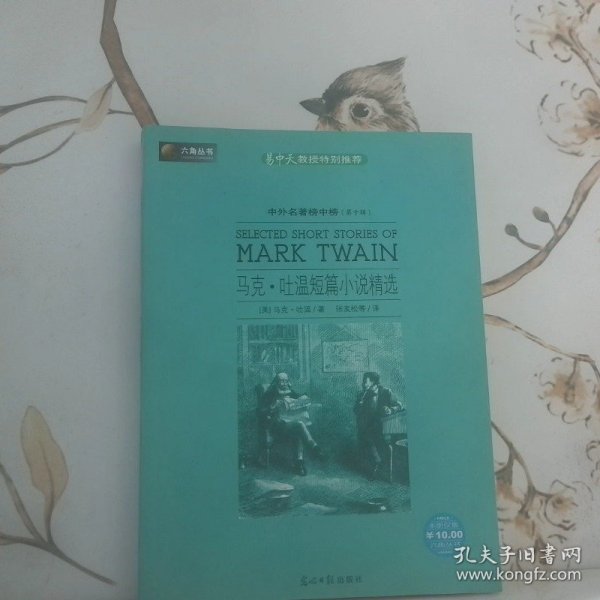 六角丛书
易中天教授特别推荐
中外名著榜中榜(第十辑)
SELECTED SHORT STORIES OF
MARK TWAIN
马克·吐温短篇小说精选
[美]马克·吐温/著 张友松等/译
¥10.00
光明日报出版社
孔夫子旧书网
www.kongfz.com